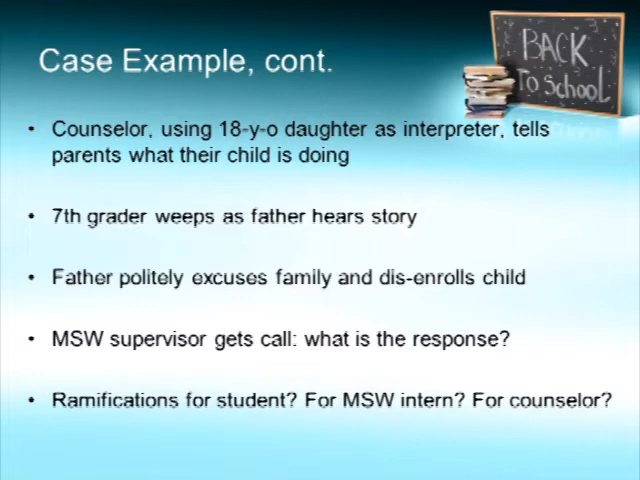 BACK
To School
Case Example, cont.
• Counselor, using 18-y-o daughter as interpreter, tells
parents what their child is doing
• 7th grader weeps as father hears story
• Father politely excuses family and dis-enrolls child
• MSW supervisor gets call: what is the response?
• Ramifications for student? For MSW intern? For counselor?